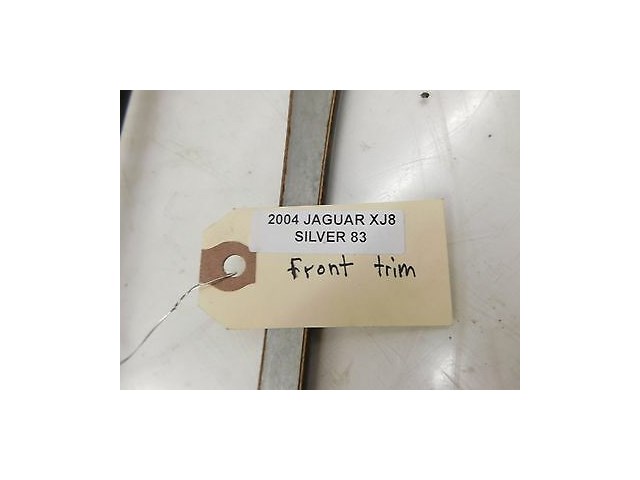 2004 JAGUAR XJ8
SILVER 83
Front trim